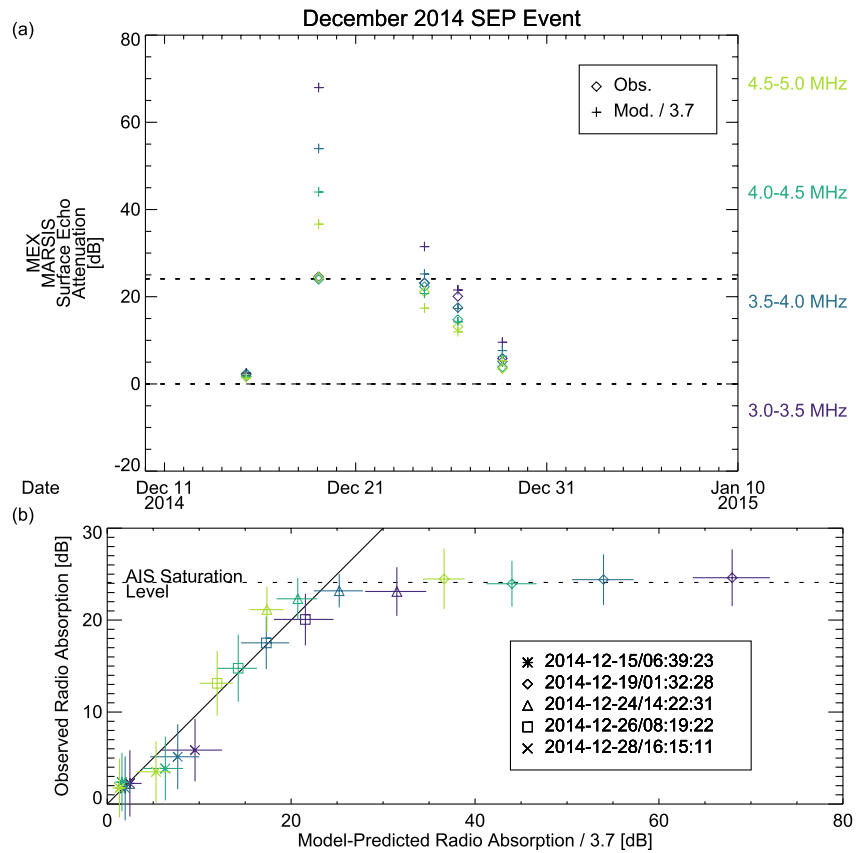 December 2014 SEP Event
(a)
80
60
40
20
0
-20
MEX
MARSIS
Surface Echo
Attenuation
[dB]
Obs.
Mod. / 3.7
4.5-5.0 MHz
4.0-4.5 MHz
3.5-4.0 MHz
3.0-3.5 MHz
Date
Dec 11
2014
Dec 21
Dec 31
Jan 10
2015
(b)
30
20
10
0
Observed Radio Absorption [dB]
AIS Saturation
Level
2014-12-15/06:39:23
2014-12-19/01:32:28
2014-12-24/14:22:31
2014-12-26/08:19:22
2014-12-28/16:15:11
0
20
40
60
80
Model-Predicted Radio Absorption / 3.7 [dB]